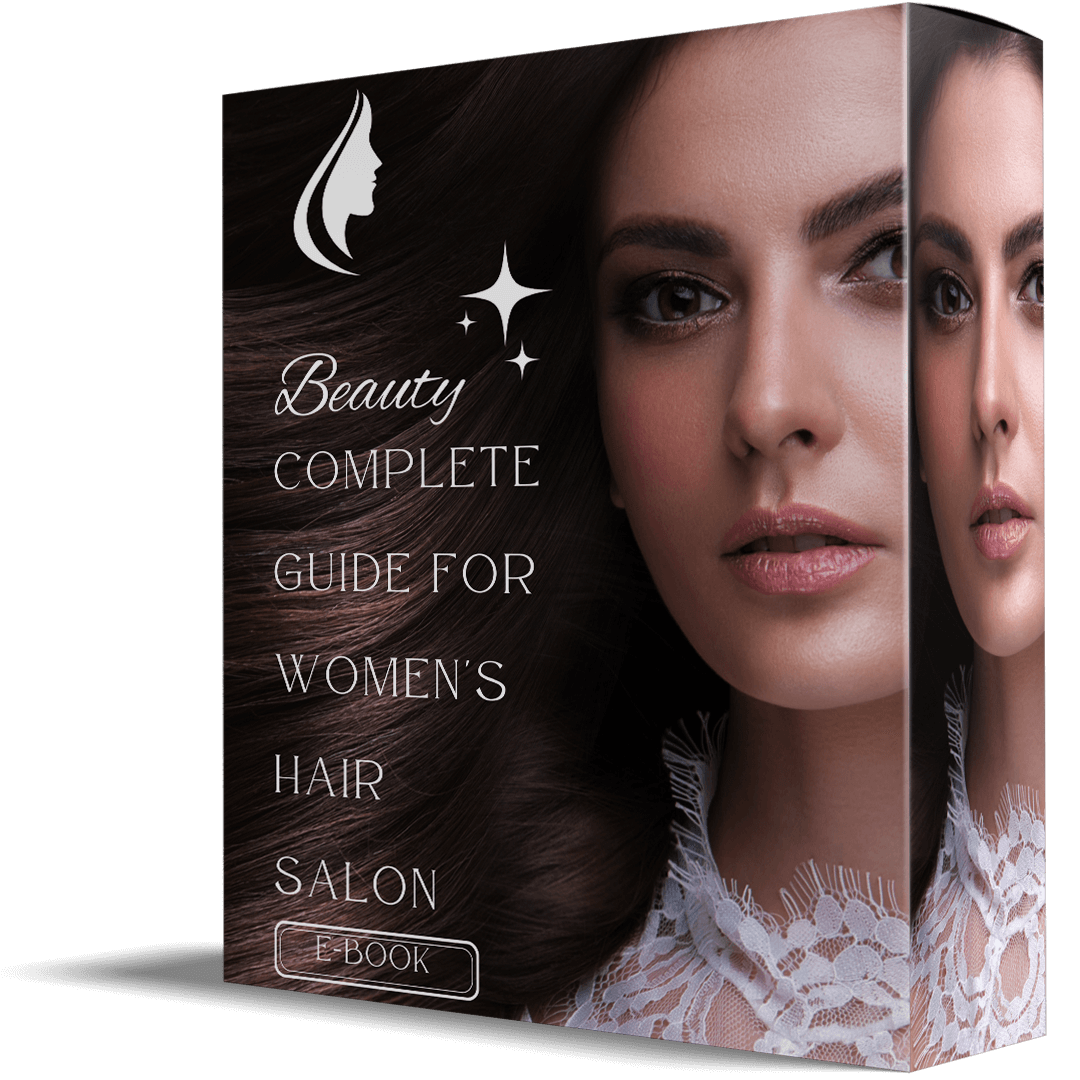 Beauty
COMPLETE
GUIDE FOR
WOMEN'S
HAIR
SALON
E-BOOK